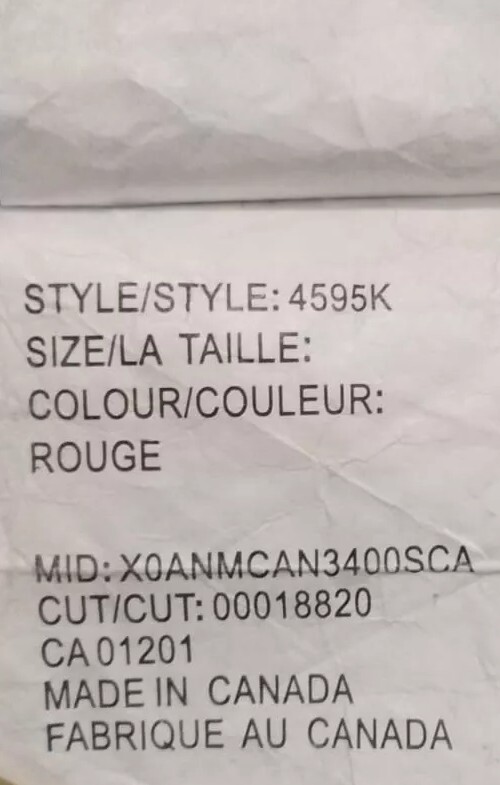 STYLE/STYLE: 4595K
SIZE/LA TAILLE:
COLOUR/COULEUR:
ROUGE
MID: X0ANMCAN3400SCA
CUT/CUT: 00018820
CA 01201
MADE IN CANADA
FABRIQUE AU CANADA